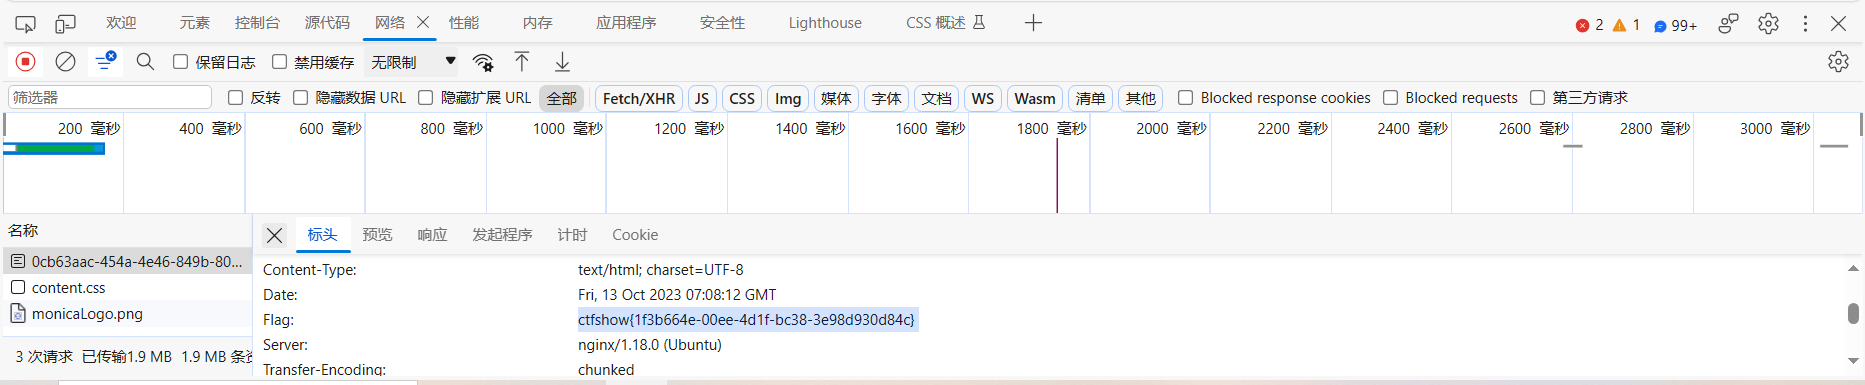 欢迎 元素 控制台 源代码 网络 性能 内存 应用程序 安全性 Lighthouse CSS 概述 2 1 99+
保留日志 禁用缓存 无限制
筛选器 反转 隐藏数据 URL 隐藏扩展 URL 全部 Fetch/XHR JS CSS Img 媒体 字体 文档 WS Wasm 清单 其他 Blocked response cookies Blocked requests 第三方请求
200 毫秒 400 毫秒 600 毫秒 800 毫秒 1000 毫秒 1200 毫秒 1400 毫秒 1600 毫秒 1800 毫秒 2000 毫秒 2200 毫秒 2400 毫秒 2600 毫秒 2800 毫秒 3000 毫秒
名称 标头 预览 响应 发起程序 计时 Cookie
0cb63aac-454a-4e46-849b-80...
content.css
monicaLogo.png
3 次请求 已传输1.9 MB 1.9 MB 条
Content-Type: text/html; charset=UTF-8
Date: Fri, 13 Oct 2023 07:08:12 GMT
Flag: ctfshow{1f3b664e-00ee-4d1f-bc38-3e98d930d84c}
Server: nginx/1.18.0 (Ubuntu)
Transfer-Encoding: chunked